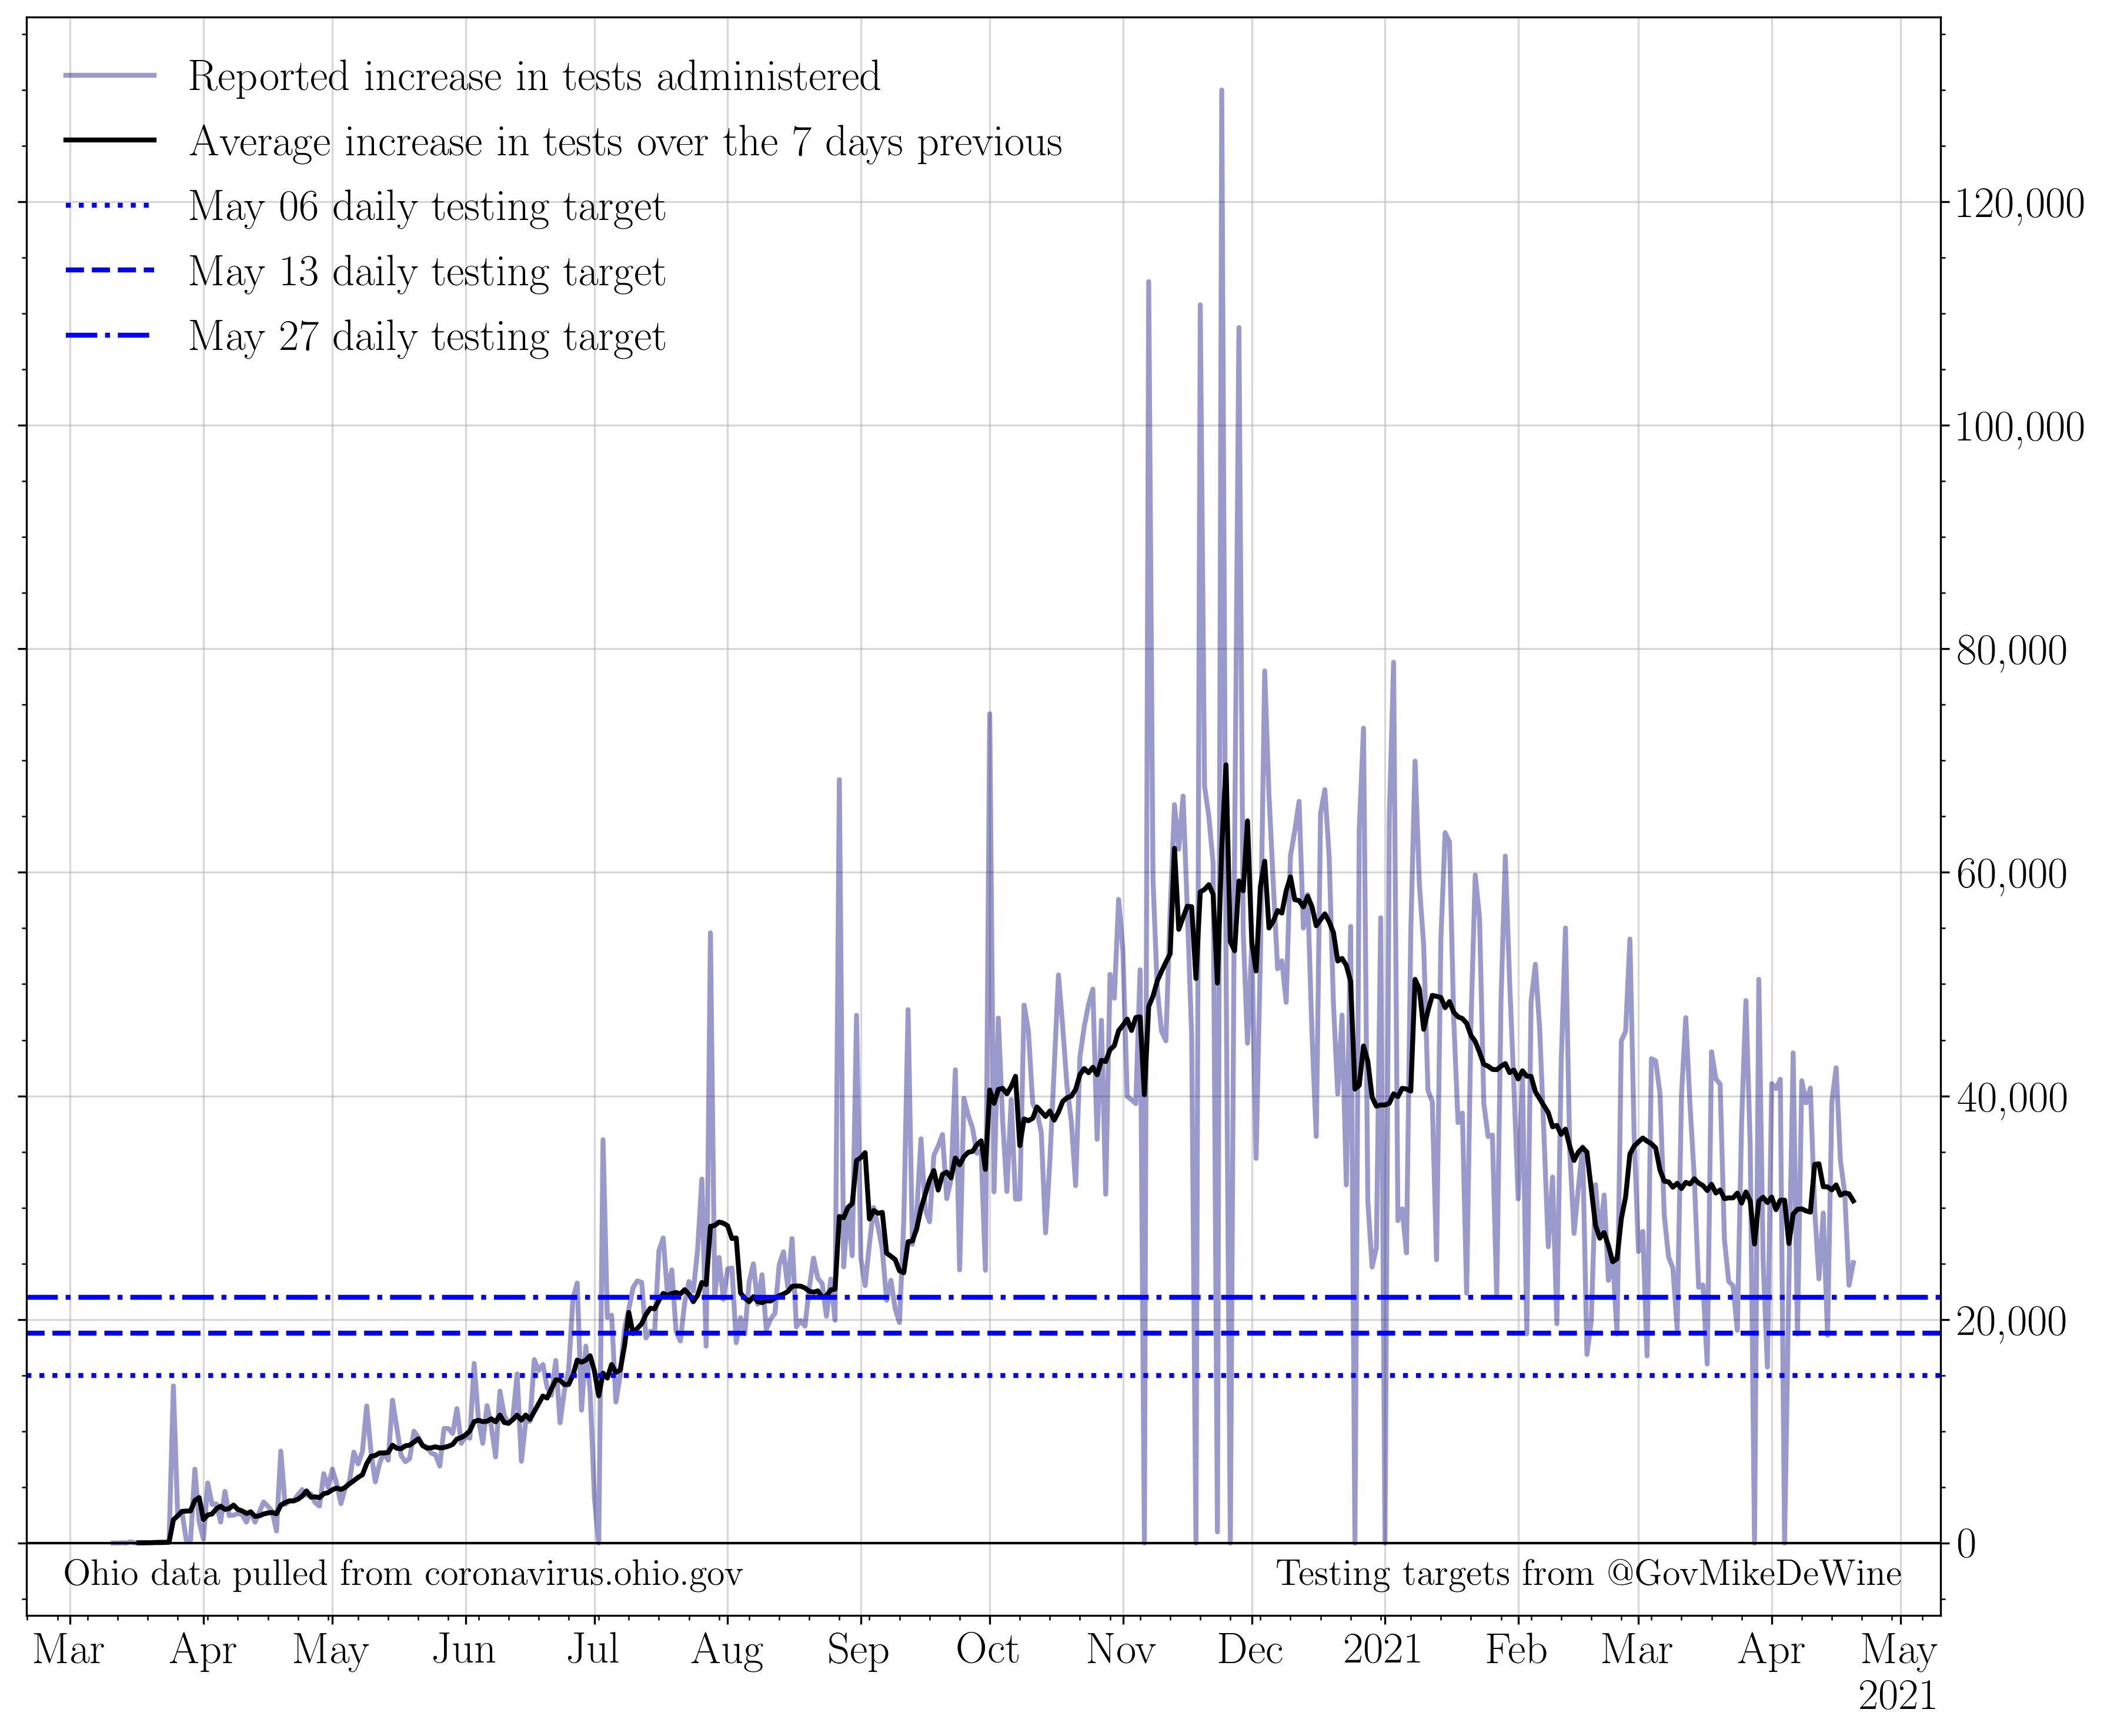 Reported increase in tests administered
Average increase in tests over the 7 days previous
May 06 daily testing target
May 13 daily testing target
May 27 daily testing target
120,000
100,000
80,000
60,000
40,000
20,000
0
Ohio data pulled from coronavirus.ohio.gov
Testing targets from @GovMikeDeWine
Mar Apr May Jun Jul Aug Sep Oct Nov Dec 2021 Feb Mar Apr May
2021